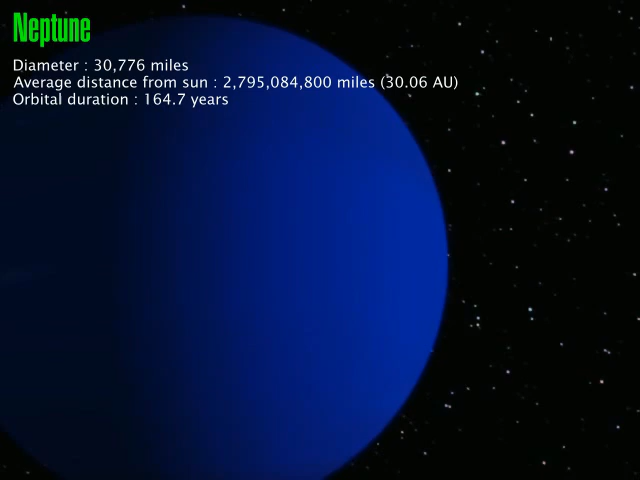 Neptune
Diameter : 30,776 miles
Average distance from sun : 2,795,084,800 miles (30.06 AU)
Orbital duration : 164.7 years